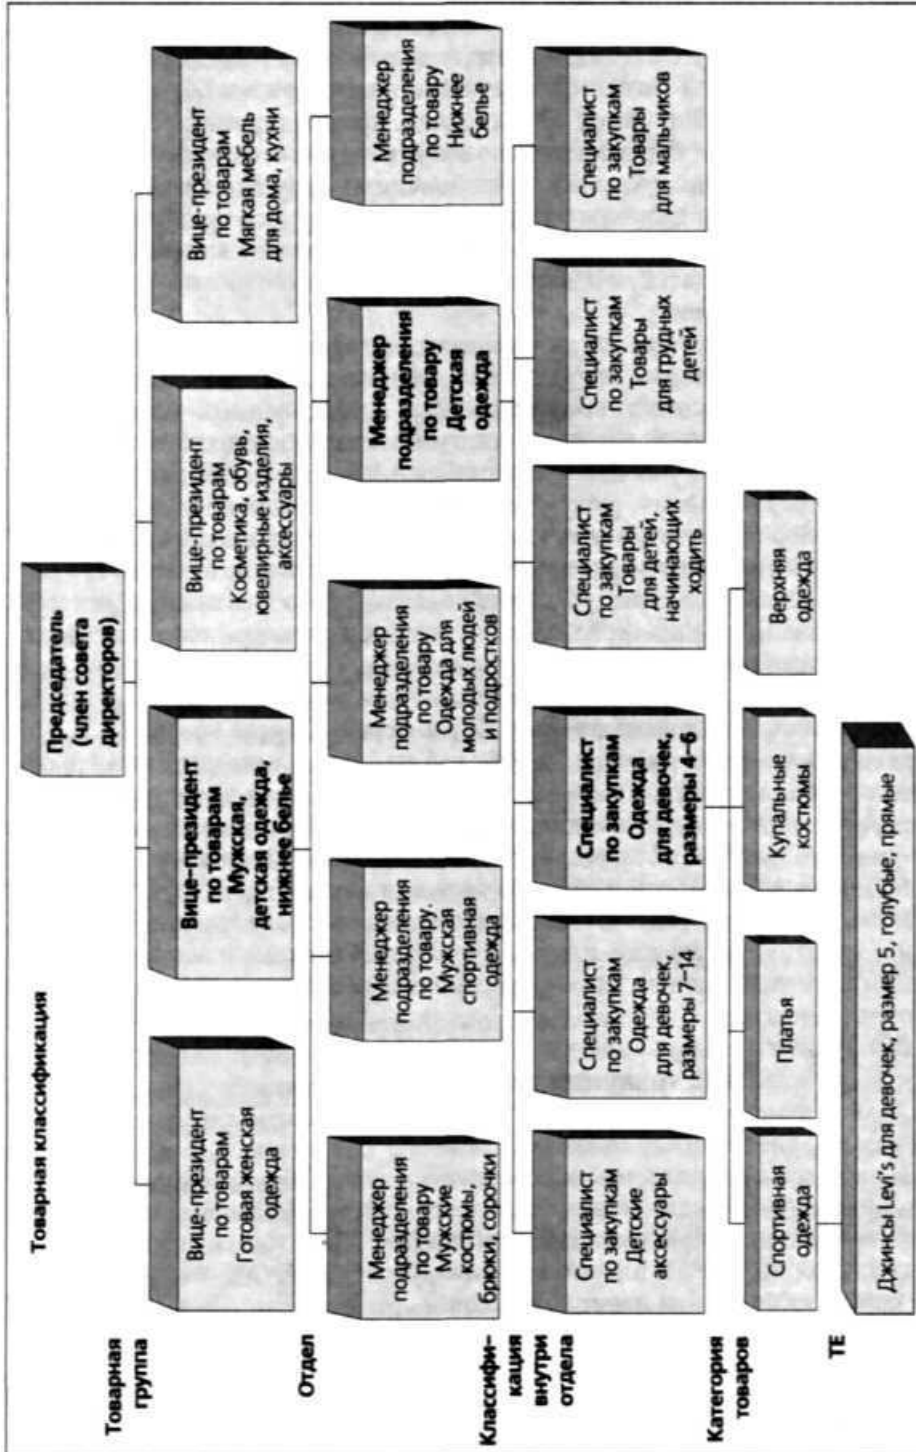 Товарная классификация
Председатель
(член совета
директоров)
Товарная
группа
Вице-президент
по товарам
Готовая женская
одежда
Вице-президент
по товарам
Мужская,
детская одежда,
нижнее белье
Вице-президент
по товарам
Косметика, обувь,
ювелирные изделия,
аксессуары
Вице-президент
по товарам
Мягкая мебель
для дома, кухни
Отдел
Менеджер
подразделения
по товару
Мужские
костюмы,
брюки, сорочки
Менеджер
подразделения
по товару.
Мужская
спортивная
одежда
Менеджер
подразделения
по товару
Одежда для
молодых людей
и подростков
Менеджер
подразделения
по товару
Детская
одежда
Менеджер
подразделения
по товару
Нижнее
белье
Классифи-
кация
внутри
отдела
Специалист
по закупкам
Детские
аксессуары
Специалист
по закупкам
Одежда
для девочек,
размеры 7–14
Специалист
по закупкам
Одежда
для девочек,
размеры 4–6
Специалист
по закупкам
Товары
для детей,
начинающих
ходить
Специалист
по закупкам
Товары
для грудных
детей
Специалист
по закупкам
Товары
для мальчиков
Категория
товаров
Спортивная
одежда
Платья
Купальные
костюмы
Верхняя
одежда
ТЕ
Джинсы Levi's для девочек, размер 5, голубые, прямые